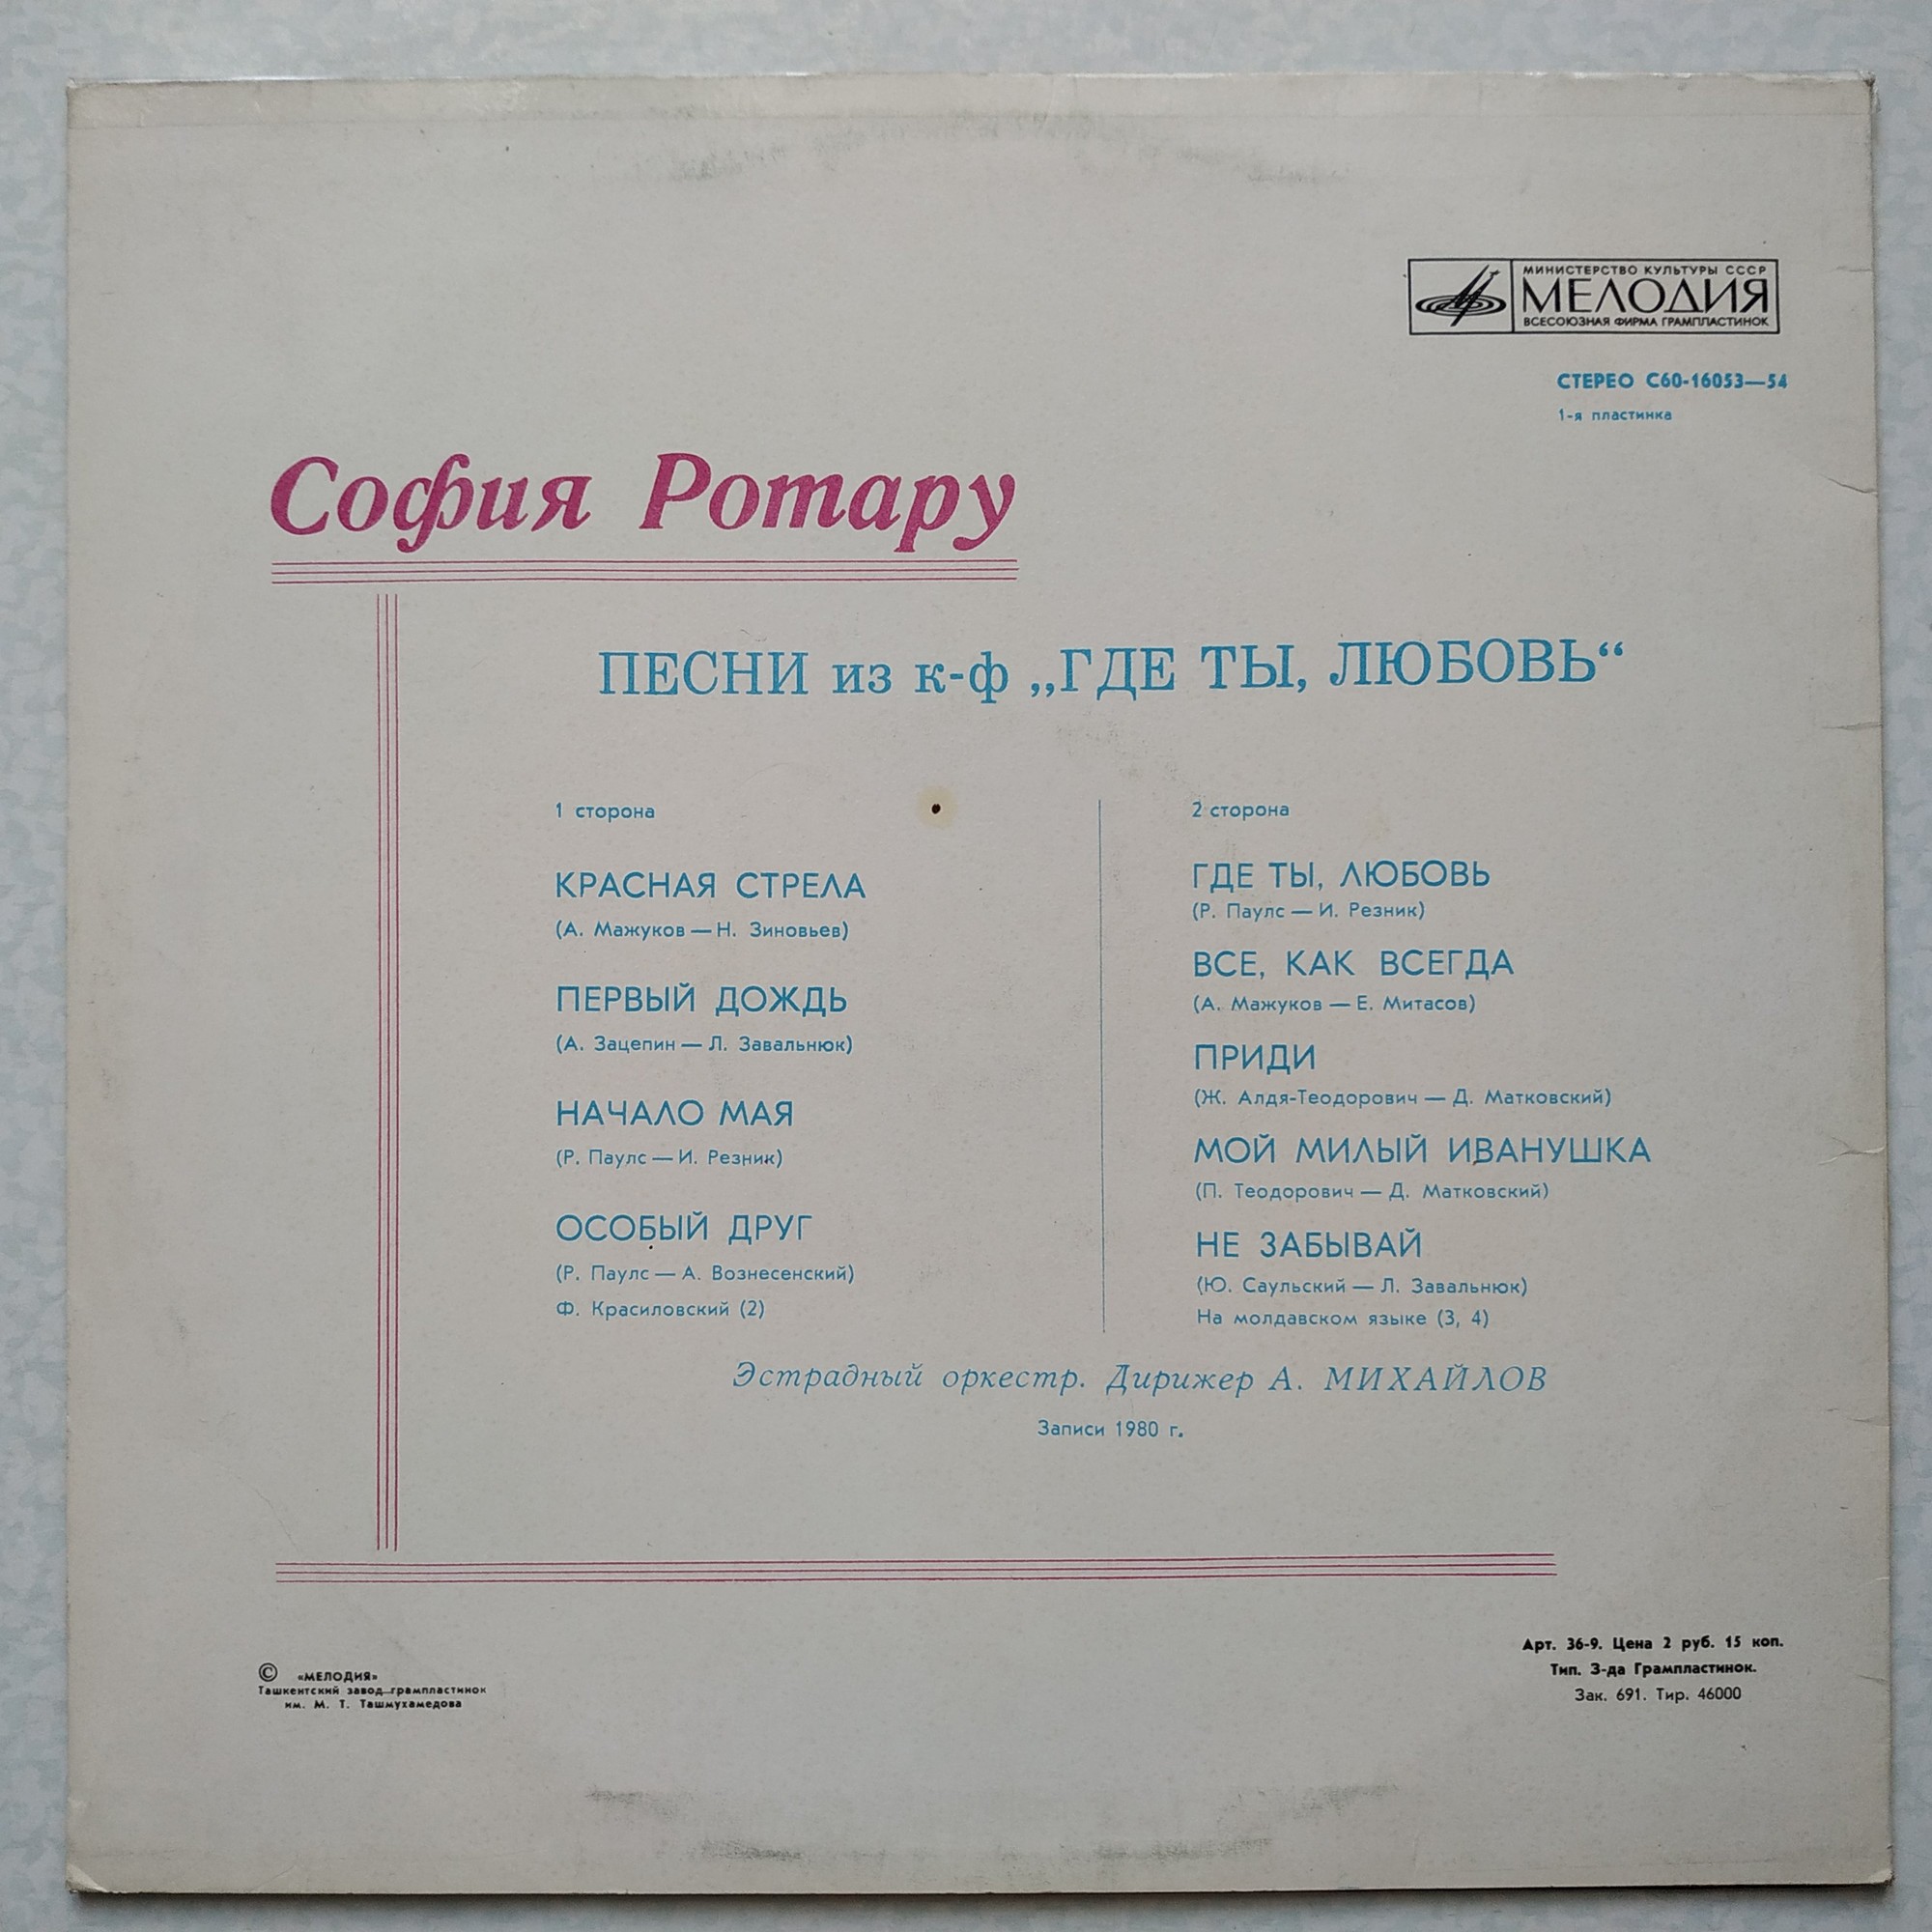 МИНИСТЕРСТВО КУЛЬТУРЫ СССР
МЕЛОДИЯ
ВСЕСОЮЗНАЯ ФИРМА ГРАМПЛАСТИНОК
СТЕРЕО С60-16053—54
1-я пластинка
София Ротару
ПЕСНИ из к-ф „ГДЕ ТЫ, ЛЮБОВЬ“
1 сторона
КРАСНАЯ СТРЕЛА
(А. Мажуков — Н. Зиновьев)
ПЕРВЫЙ ДОЖДЬ
(А. Зацепин — Л. Завальнюк)
НАЧАЛО МАЯ
(Р. Паулс — И. Резник)
ОСОБЫЙ ДРУГ
(Р. Паулс — А. Вознесенский)
Ф. Красиловский (2)
2 сторона
ГДЕ ТЫ, ЛЮБОВЬ
(Р. Паулс — И. Резник)
ВСЕ, КАК ВСЕГДА
(А. Мажуков — Е. Митасов)
ПРИДИ
(Ж. Алдя-Теодорович — Д. Матковский)
МОЙ МИЛЫЙ ИВАНУШКА
(П. Теодорович — Д. Матковский)
НЕ ЗАБЫВАЙ
(Ю. Саульский — Л. Завальнюк)
На молдавском языке (3, 4)
Эстрадный оркестр. Дирижер А. МИХАЙЛОВ
Записи 1980 г.
© «МЕЛОДИЯ»
Ташкентский завод грампластинок
им. М. Т. Ташмухамедова
Арт. 36-9. Цена 2 руб. 15 коп.
Тип. З-да Грампластинок.
Зак. 691. Тир. 46000